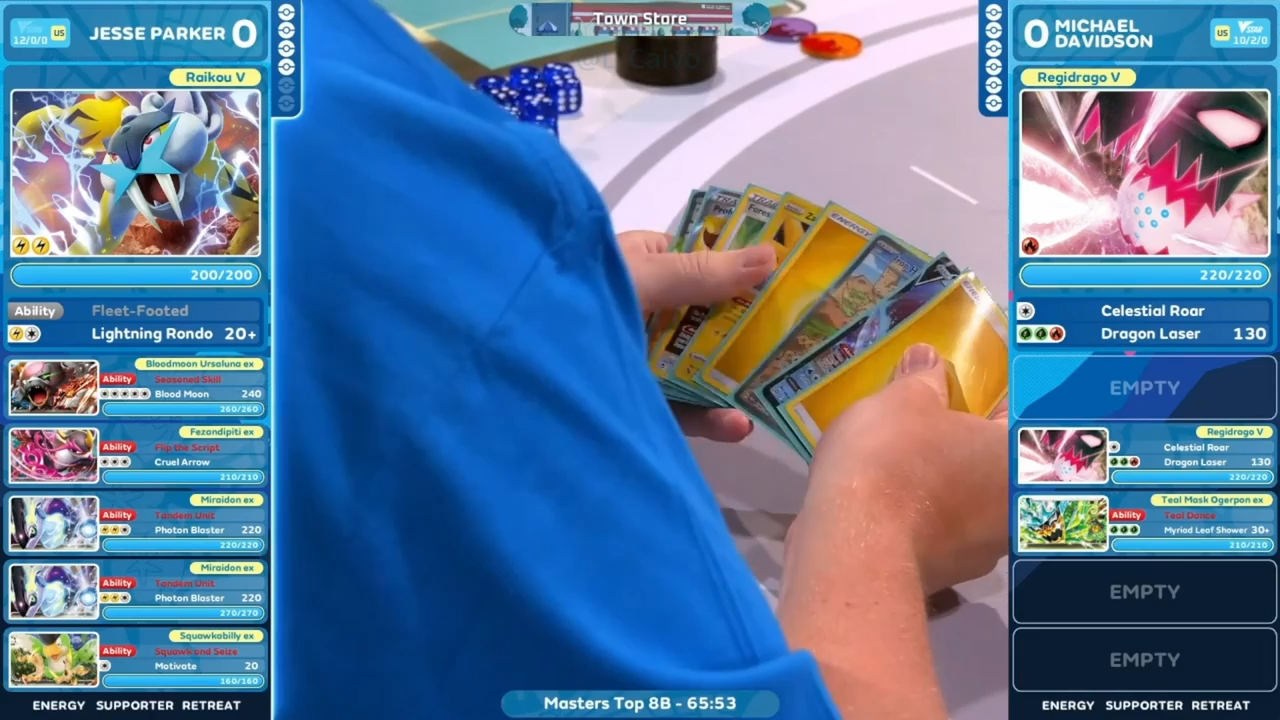 12/0/0
US
JESSE PARKER 0
Raikou V
200/200
Ability Fleet-Footed
Lightning Rondo 20+
Bloodmoon Ursaluna ex
Ability Seasoned Skill
Blood Moon 240
260/260
Fezandipiti ex
Ability Flip the Script
Cruel Arrow
210/210
Miraidon ex
Ability Tandem Unit
Photon Blaster 220
220/220
Miraidon ex
Ability Tandem Unit
Photon Blaster 220
270/270
Squawkabilly ex
Ability Squawk and Seize
Motivate 20
160/160
ENERGY SUPPORTER RETREAT
Town Store
ENERGY
Masters Top 8B - 65:53
0 MICHAEL
DAVIDSON
US
VSTAR
10/2/0
Regidrago V
220/220
Celestial Roar
Dragon Laser 130
EMPTY
Regidrago V
Celestial Roar
Dragon Laser 130
220/220
Teal Mask Ogerpon ex
Ability Teal Dance
Myriad Leaf Shower 30+
210/210
EMPTY
EMPTY
ENERGY SUPPORTER RETREAT